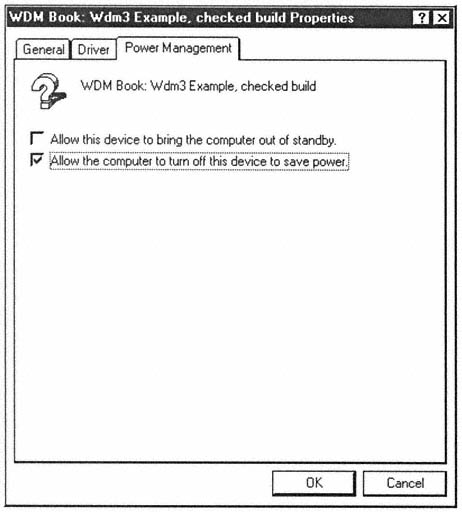 WDM Book: Wdm3 Example, checked build Properties
General Driver Power Management
WDM Book: Wdm3 Example, checked build
Allow this device to bring the computer out of standby.
Allow the computer to turn off this device to save power.
OK Cancel